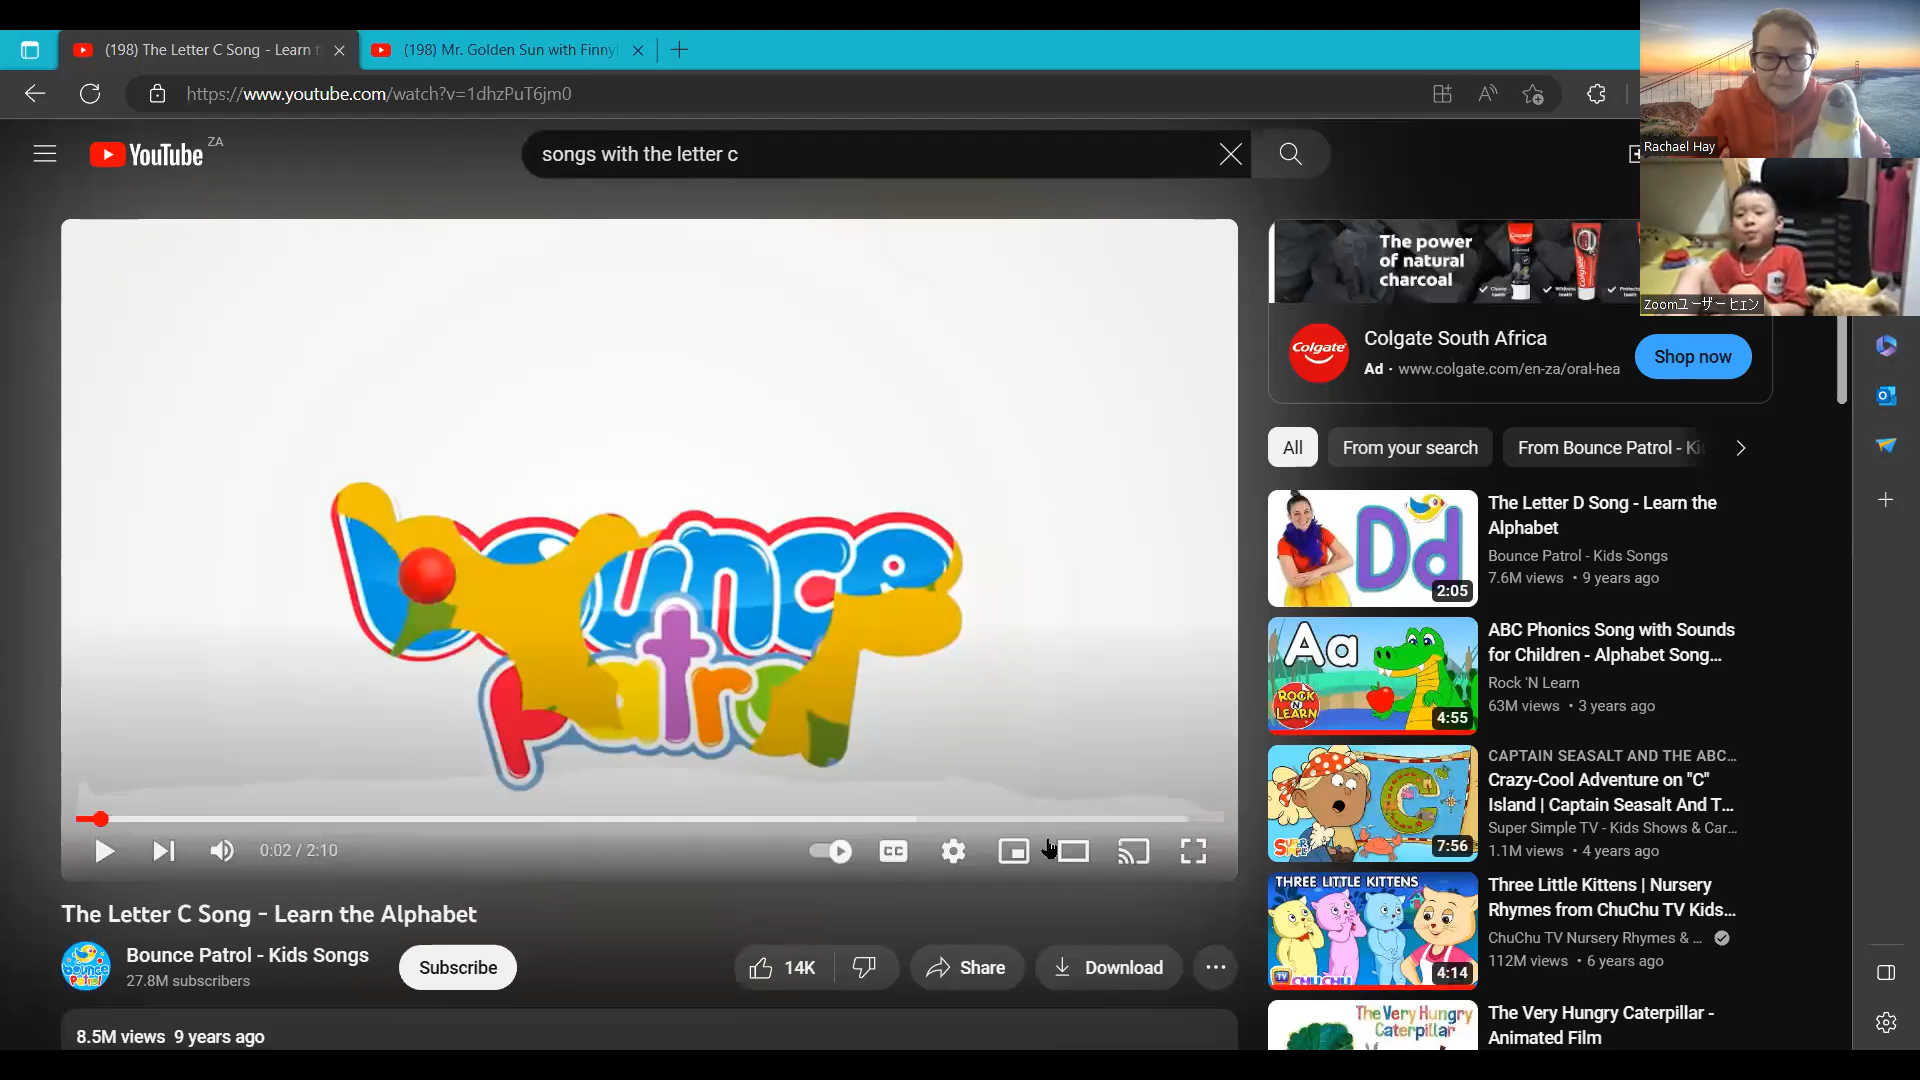 (198) The Letter C Song - Learn t
(198) Mr. Golden Sun with Finny
https://www.youtube.com/watch?v=1dhzPuT6jm0
YouTube ZA
songs with the letter c
Rachael Hay
Zoomユーザー ヒェン
bounce
patro
The power
of natural
charcoal
Colgate
Colgate South Africa
Ad • www.colgate.com/en-za/oral-hea
Shop now
All
From your search
From Bounce Patrol - Ki
Dd
2:05
The Letter D Song - Learn the
Alphabet
Bounce Patrol - Kids Songs
7.6M views • 9 years ago
Aa
ROCK
N
LEARN
4:55
ABC Phonics Song with Sounds
for Children - Alphabet Song...
Rock 'N Learn
63M views • 3 years ago
C
7:56
CAPTAIN SEASALT AND THE ABC...
Crazy-Cool Adventure on "C"
Island | Captain Seasalt And T...
Super Simple TV - Kids Shows & Car...
1.1M views • 4 years ago
THREE LITTLE KITTENS
CHUCHU
4:14
Three Little Kittens | Nursery
Rhymes from ChuChu TV Kids...
ChuChu TV Nursery Rhymes & ...
112M views • 6 years ago
The Very Hungry
Caterpillar
The Very Hungry Caterpillar -
Animated Film
0:02 / 2:10
CC
The Letter C Song - Learn the Alphabet
Bounce Patrol - Kids Songs
27.8M subscribers
Subscribe
14K
Share
Download
8.5M views 9 years ago